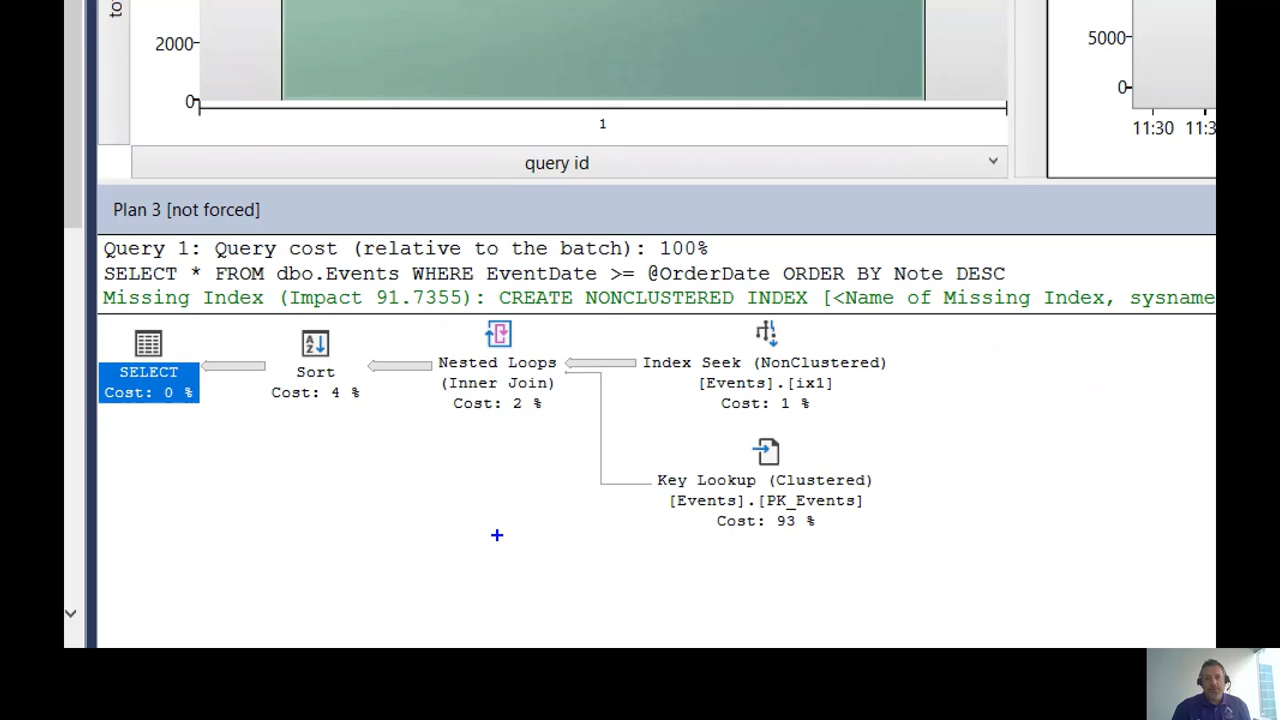 to
2000
0
1
query id
5000
0
11:30 11:3
Plan 3 [not forced]
Query 1: Query cost (relative to the batch): 100%
SELECT * FROM dbo.Events WHERE EventDate >= @OrderDate ORDER BY Note DESC
Missing Index (Impact 91.7355): CREATE NONCLUSTERED INDEX [<Name of Missing Index, sysname
SELECT
Cost: 0 %
Sort
Cost: 4 %
Nested Loops
(Inner Join)
Cost: 2 %
Index Seek (NonClustered)
[Events].[ix1]
Cost: 1 %
Key Lookup (Clustered)
[Events].[PK_Events]
Cost: 93 %